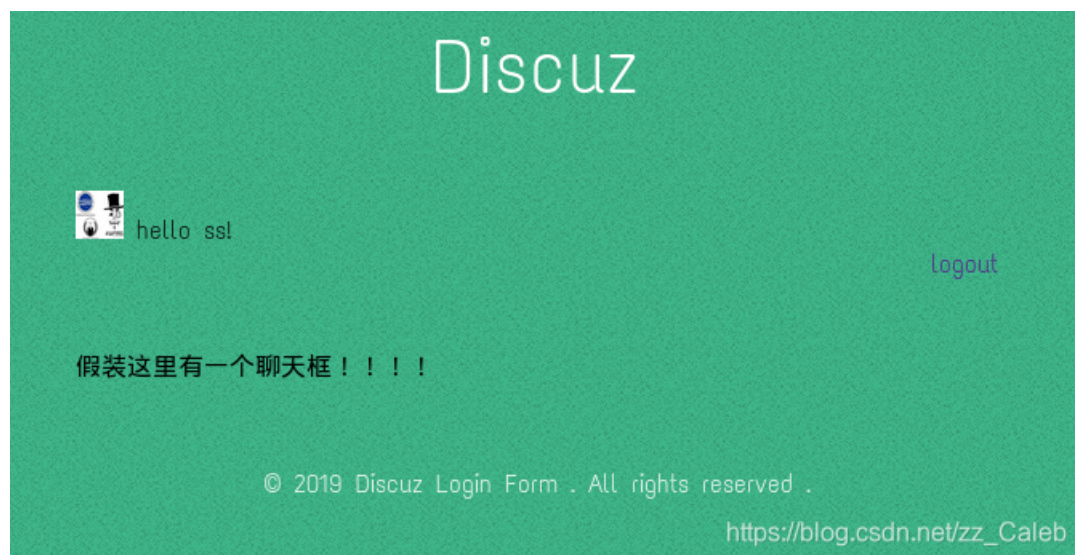 Discuz
hello ss!
logout
假装这里有一个聊天框！！！！
© 2019 Discuz Login Form . All rights reserved .
https://blog.csdn.net/zz_Caleb